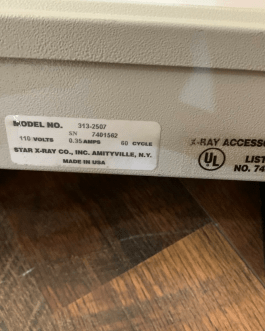 MODEL NO. 313-2507
SN 7401562
110 VOLTS 0.35 AMPS 60 CYCLE
STAR X-RAY CO., INC. AMITYVILLE, N.Y.
MADE IN USA
X-RAY ACCESSO
UL LIST
NO. 74